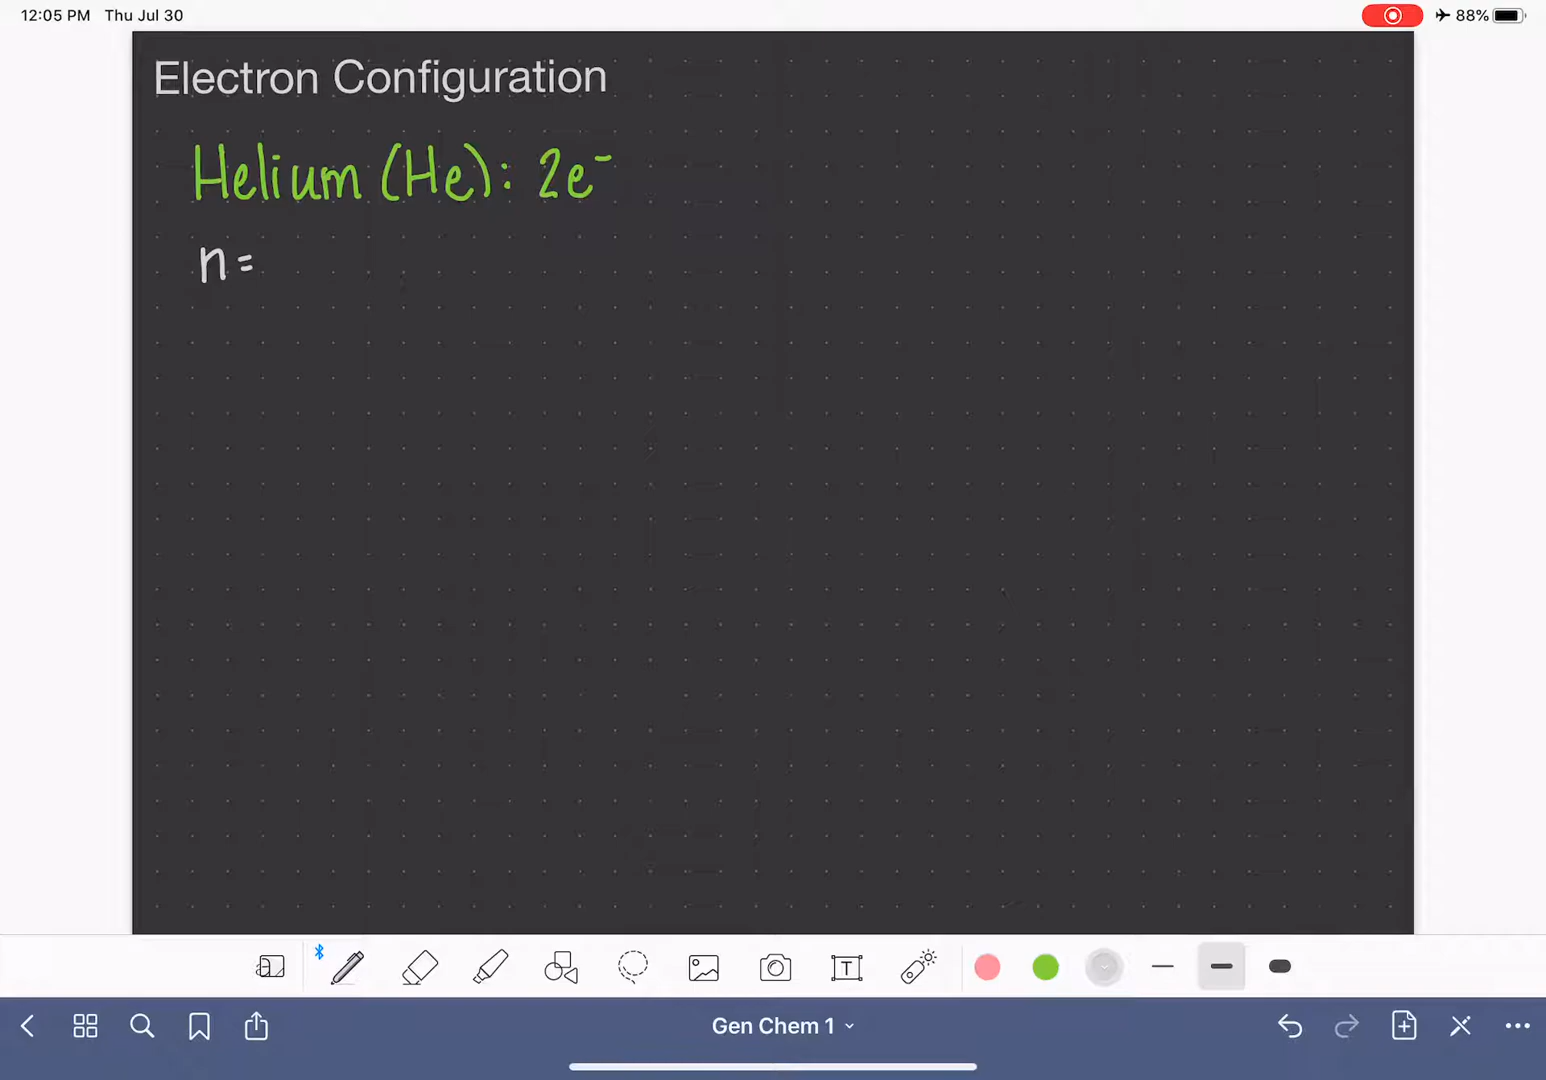 12:05 PM Thu Jul 30 88%
Electron Configuration
Helium (He): 2e⁻
n=
T
Gen Chem 1